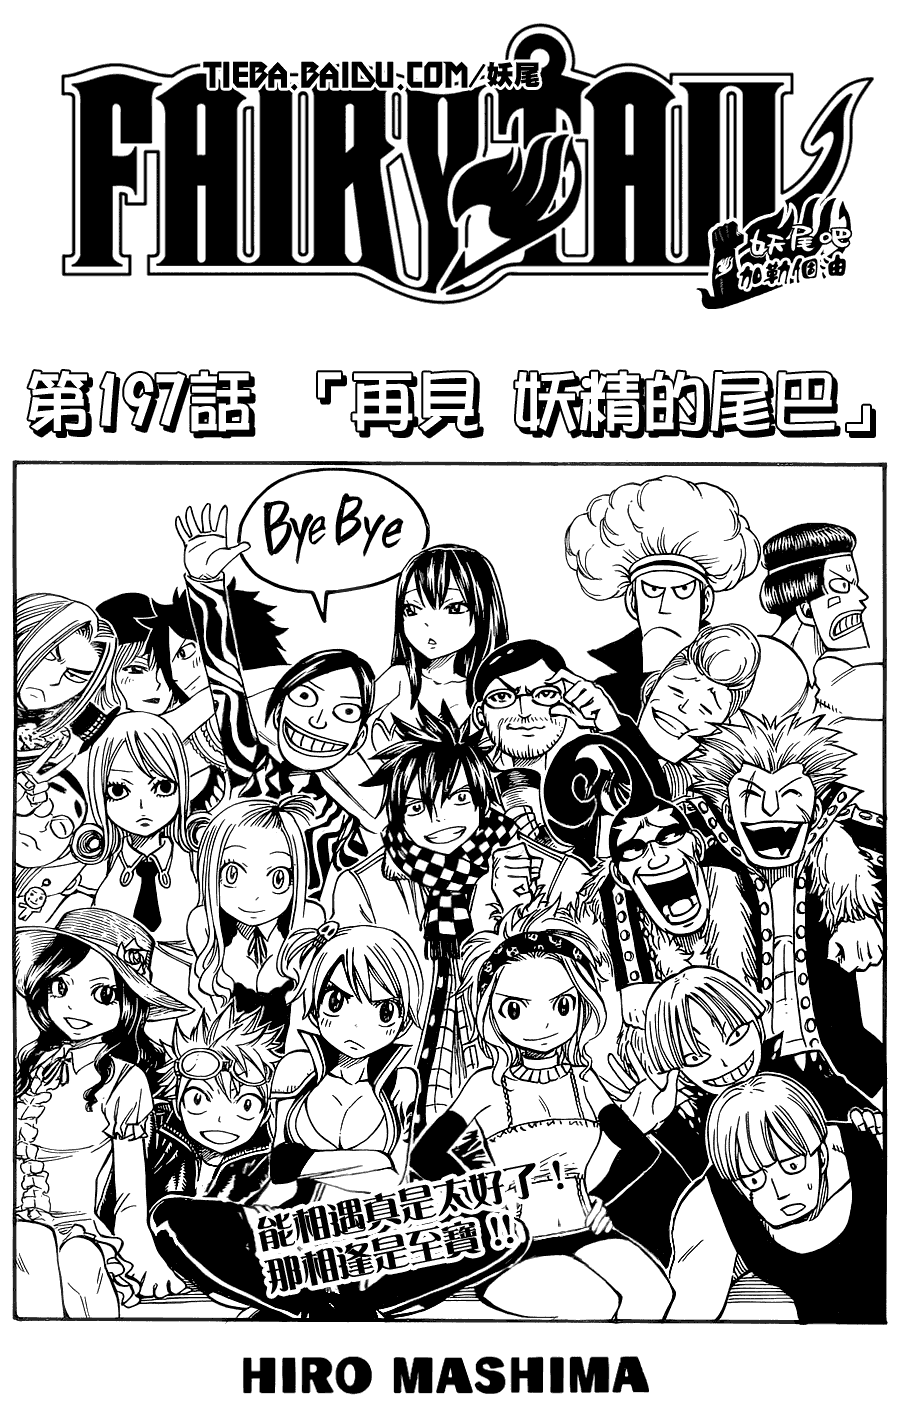 TIEBA.BAIDU.COM/妖尾
FAIRY TAIL
妖尾吧
加勒個油
第197話 「再見 妖精的尾巴」
Bye Bye
能相遇真是太好了！
那相逢是至寶!!
HIRO MASHIMA